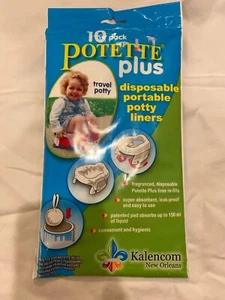 10 pack
POTETTE®
plus
travel
potty
disposable
portable
potty
liners
fragranced, disposable
Potette Plus liner re-fills
super absorbent, leak-proof and
easy to use
patented pad absorbs up to 150 ml
of liquid
convenient and hygienic
Kalencom
New Orleans